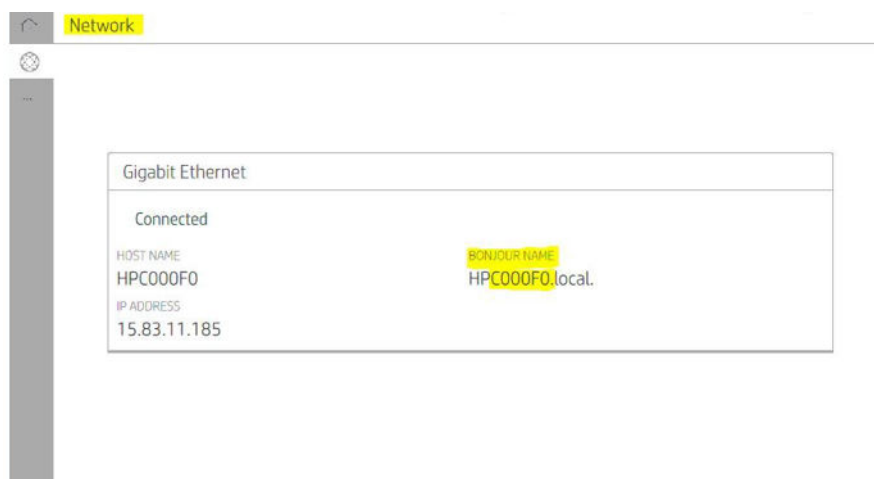 Network
Gigabit Ethernet
Connected
HOST NAME
HPC000F0
BONJOUR NAME
HPC000F0.local.
IP ADDRESS
15.83.11.185